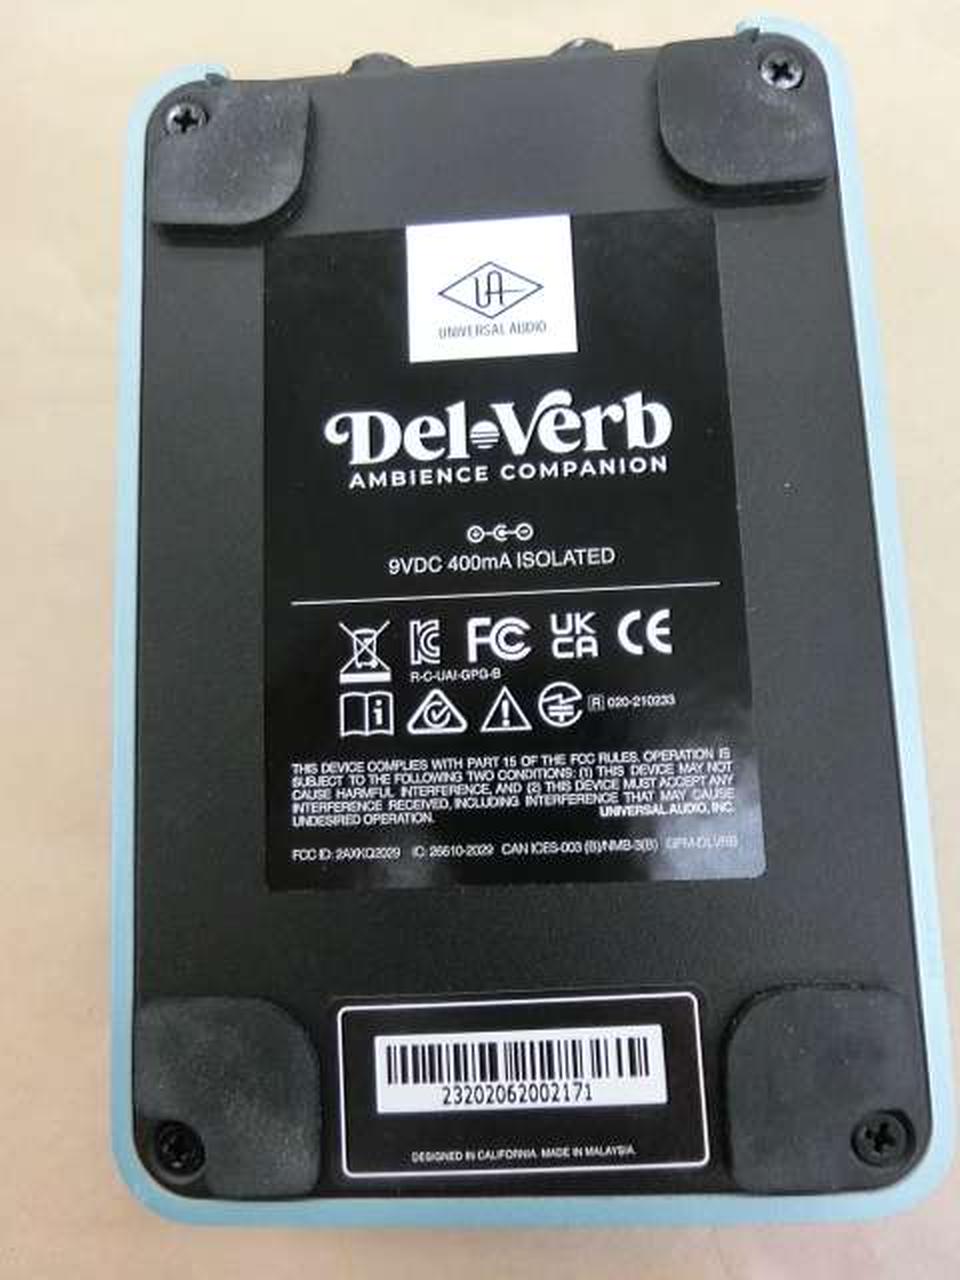 UA
UNIVERSAL AUDIO
Del-Verb
AMBIENCE COMPANION
9VDC 400mA ISOLATED
FC UK CA CE
R-C-UAI-GPG-B
R 020-210233
THIS DEVICE COMPLIES WITH PART 15 OF THE FCC RULES. OPERATION IS
SUBJECT TO THE FOLLOWING TWO CONDITIONS: (1) THIS DEVICE MAY NOT
CAUSE HARMFUL INTERFERENCE, AND (2) THIS DEVICE MUST ACCEPT ANY
INTERFERENCE RECEIVED, INCLUDING INTERFERENCE THAT MAY CAUSE
UNDESIRED OPERATION. UNIVERSAL AUDIO, INC.
FCC ID: 2AXKQ2029 IC: 26610-2029 CAN ICES-003 (B)/NMB-3(B) GPM-DLVRB
23202062002171
DESIGNED IN CALIFORNIA. MADE IN MALAYSIA.